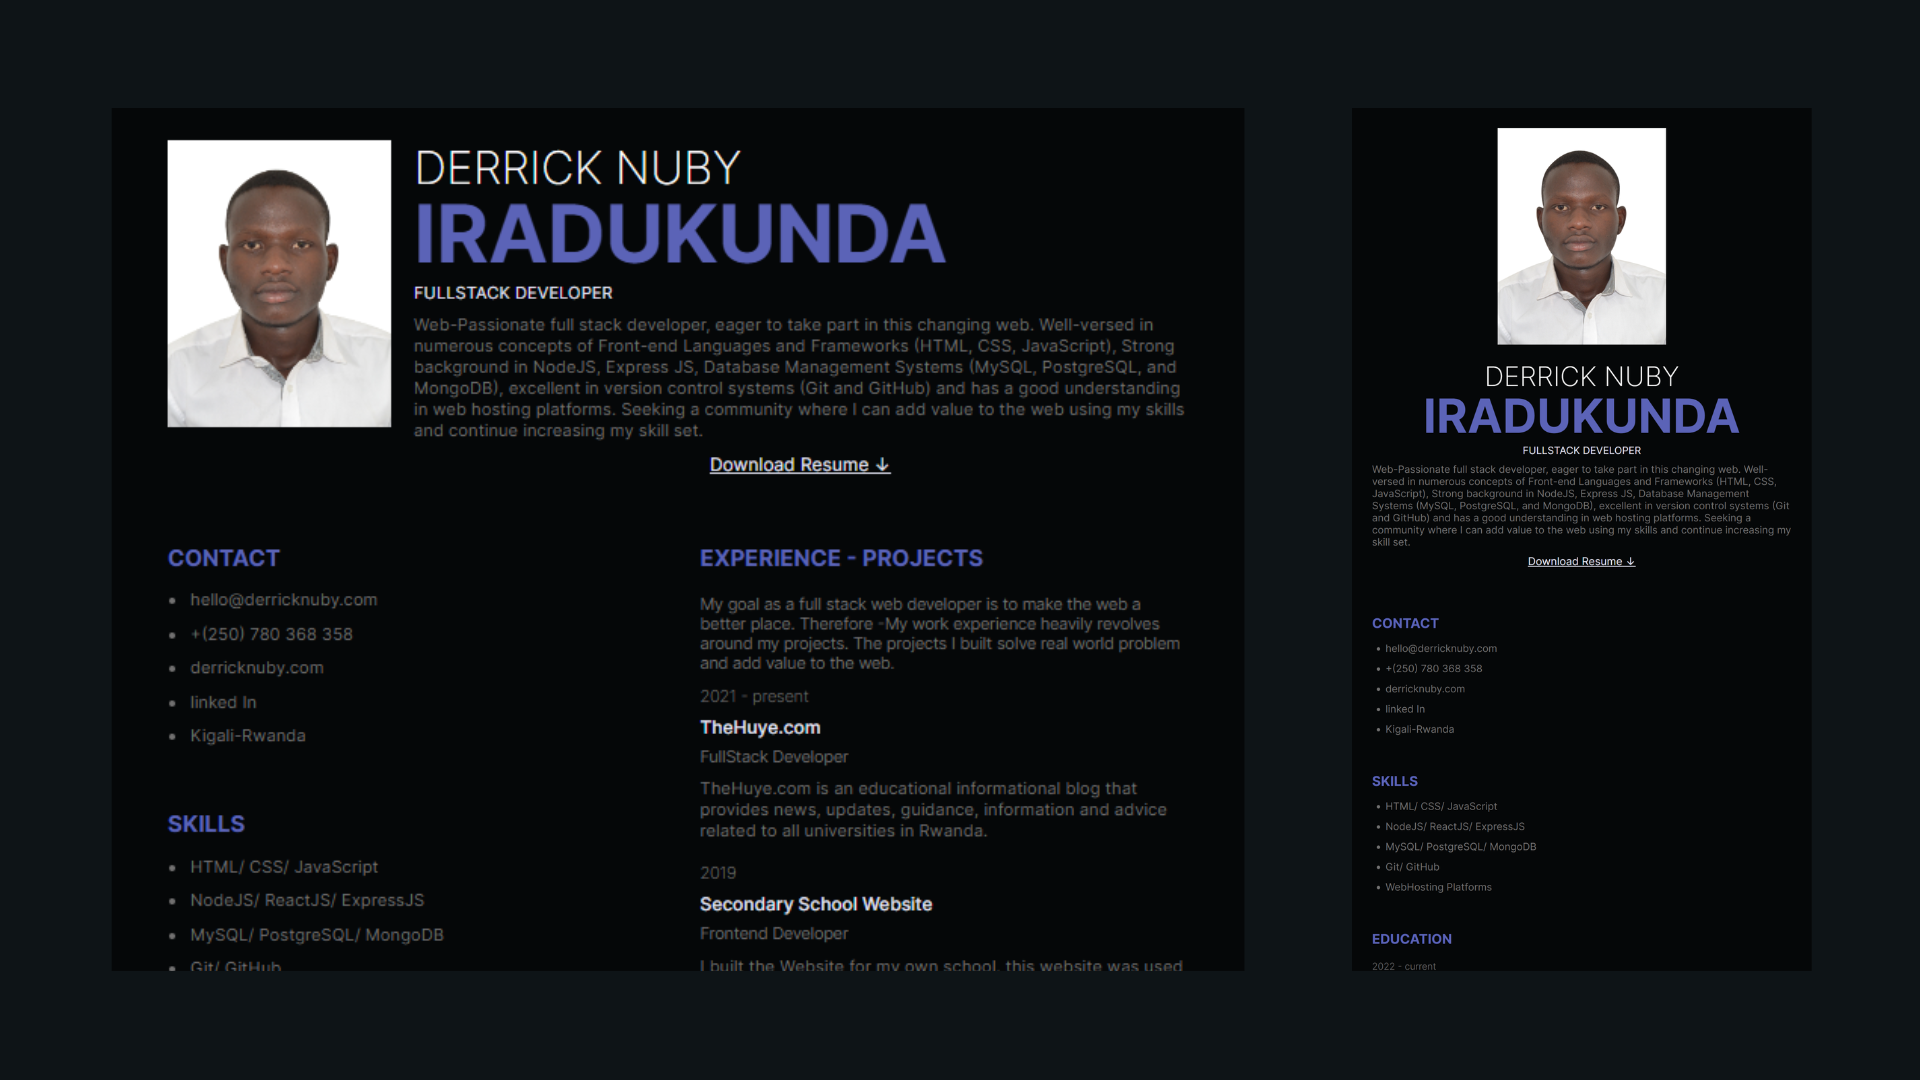 DERRICK NUBY
IRADUKUNDA
FULLSTACK DEVELOPER
Web-Passionate full stack developer, eager to take part in this changing web. Well-versed in
numerous concepts of Front-end Languages and Frameworks (HTML, CSS, JavaScript), Strong
background in NodeJS, Express JS, Database Management Systems (MySQL, PostgreSQL, and
MongoDB), excellent in version control systems (Git and GitHub) and has a good understanding
in web hosting platforms. Seeking a community where I can add value to the web using my skills
and continue increasing my skill set.
Download Resume ↓
CONTACT
• hello@derricknuby.com
• +(250) 780 368 358
• derricknuby.com
• linked In
• Kigali-Rwanda
SKILLS
• HTML/ CSS/ JavaScript
• NodeJS/ ReactJS/ ExpressJS
• MySQL/ PostgreSQL/ MongoDB
• Git/ GitHub
EXPERIENCE - PROJECTS
My goal as a full stack web developer is to make the web a
better place. Therefore -My work experience heavily revolves
around my projects. The projects I built solve real world problem
and add value to the web.
2021 - present
TheHuye.com
FullStack Developer
TheHuye.com is an educational informational blog that
provides news, updates, guidance, information and advice
related to all universities in Rwanda.
2019
Secondary School Website
Frontend Developer
I built the Website for my own school, this website was used
DERRICK NUBY
IRADUKUNDA
FULLSTACK DEVELOPER
Web-Passionate full stack developer, eager to take part in this changing web. Well-
versed in numerous concepts of Front-end Languages and Frameworks (HTML, CSS,
JavaScript), Strong background in NodeJS, Express JS, Database Management
Systems (MySQL, PostgreSQL, and MongoDB), excellent in version control systems (Git
and GitHub) and has a good understanding in web hosting platforms. Seeking a
community where I can add value to the web using my skills and continue increasing my
skill set.
Download Resume ↓
CONTACT
• hello@derricknuby.com
• +(250) 780 368 358
• derricknuby.com
• linked In
• Kigali-Rwanda
SKILLS
• HTML/ CSS/ JavaScript
• NodeJS/ ReactJS/ ExpressJS
• MySQL/ PostgreSQL/ MongoDB
• Git/ GitHub
• WebHosting Platforms
EDUCATION
2022 - current